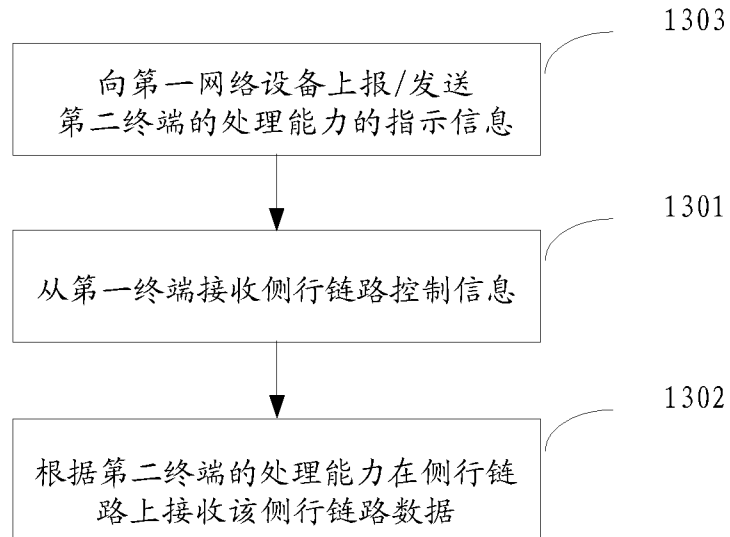 1303
向第一网络设备上报/发送
第二终端的处理能力的指示信息
1301
从第一终端接收侧行链路控制信息
1302
根据第二终端的处理能力在侧行链
路上接收该侧行链路数据